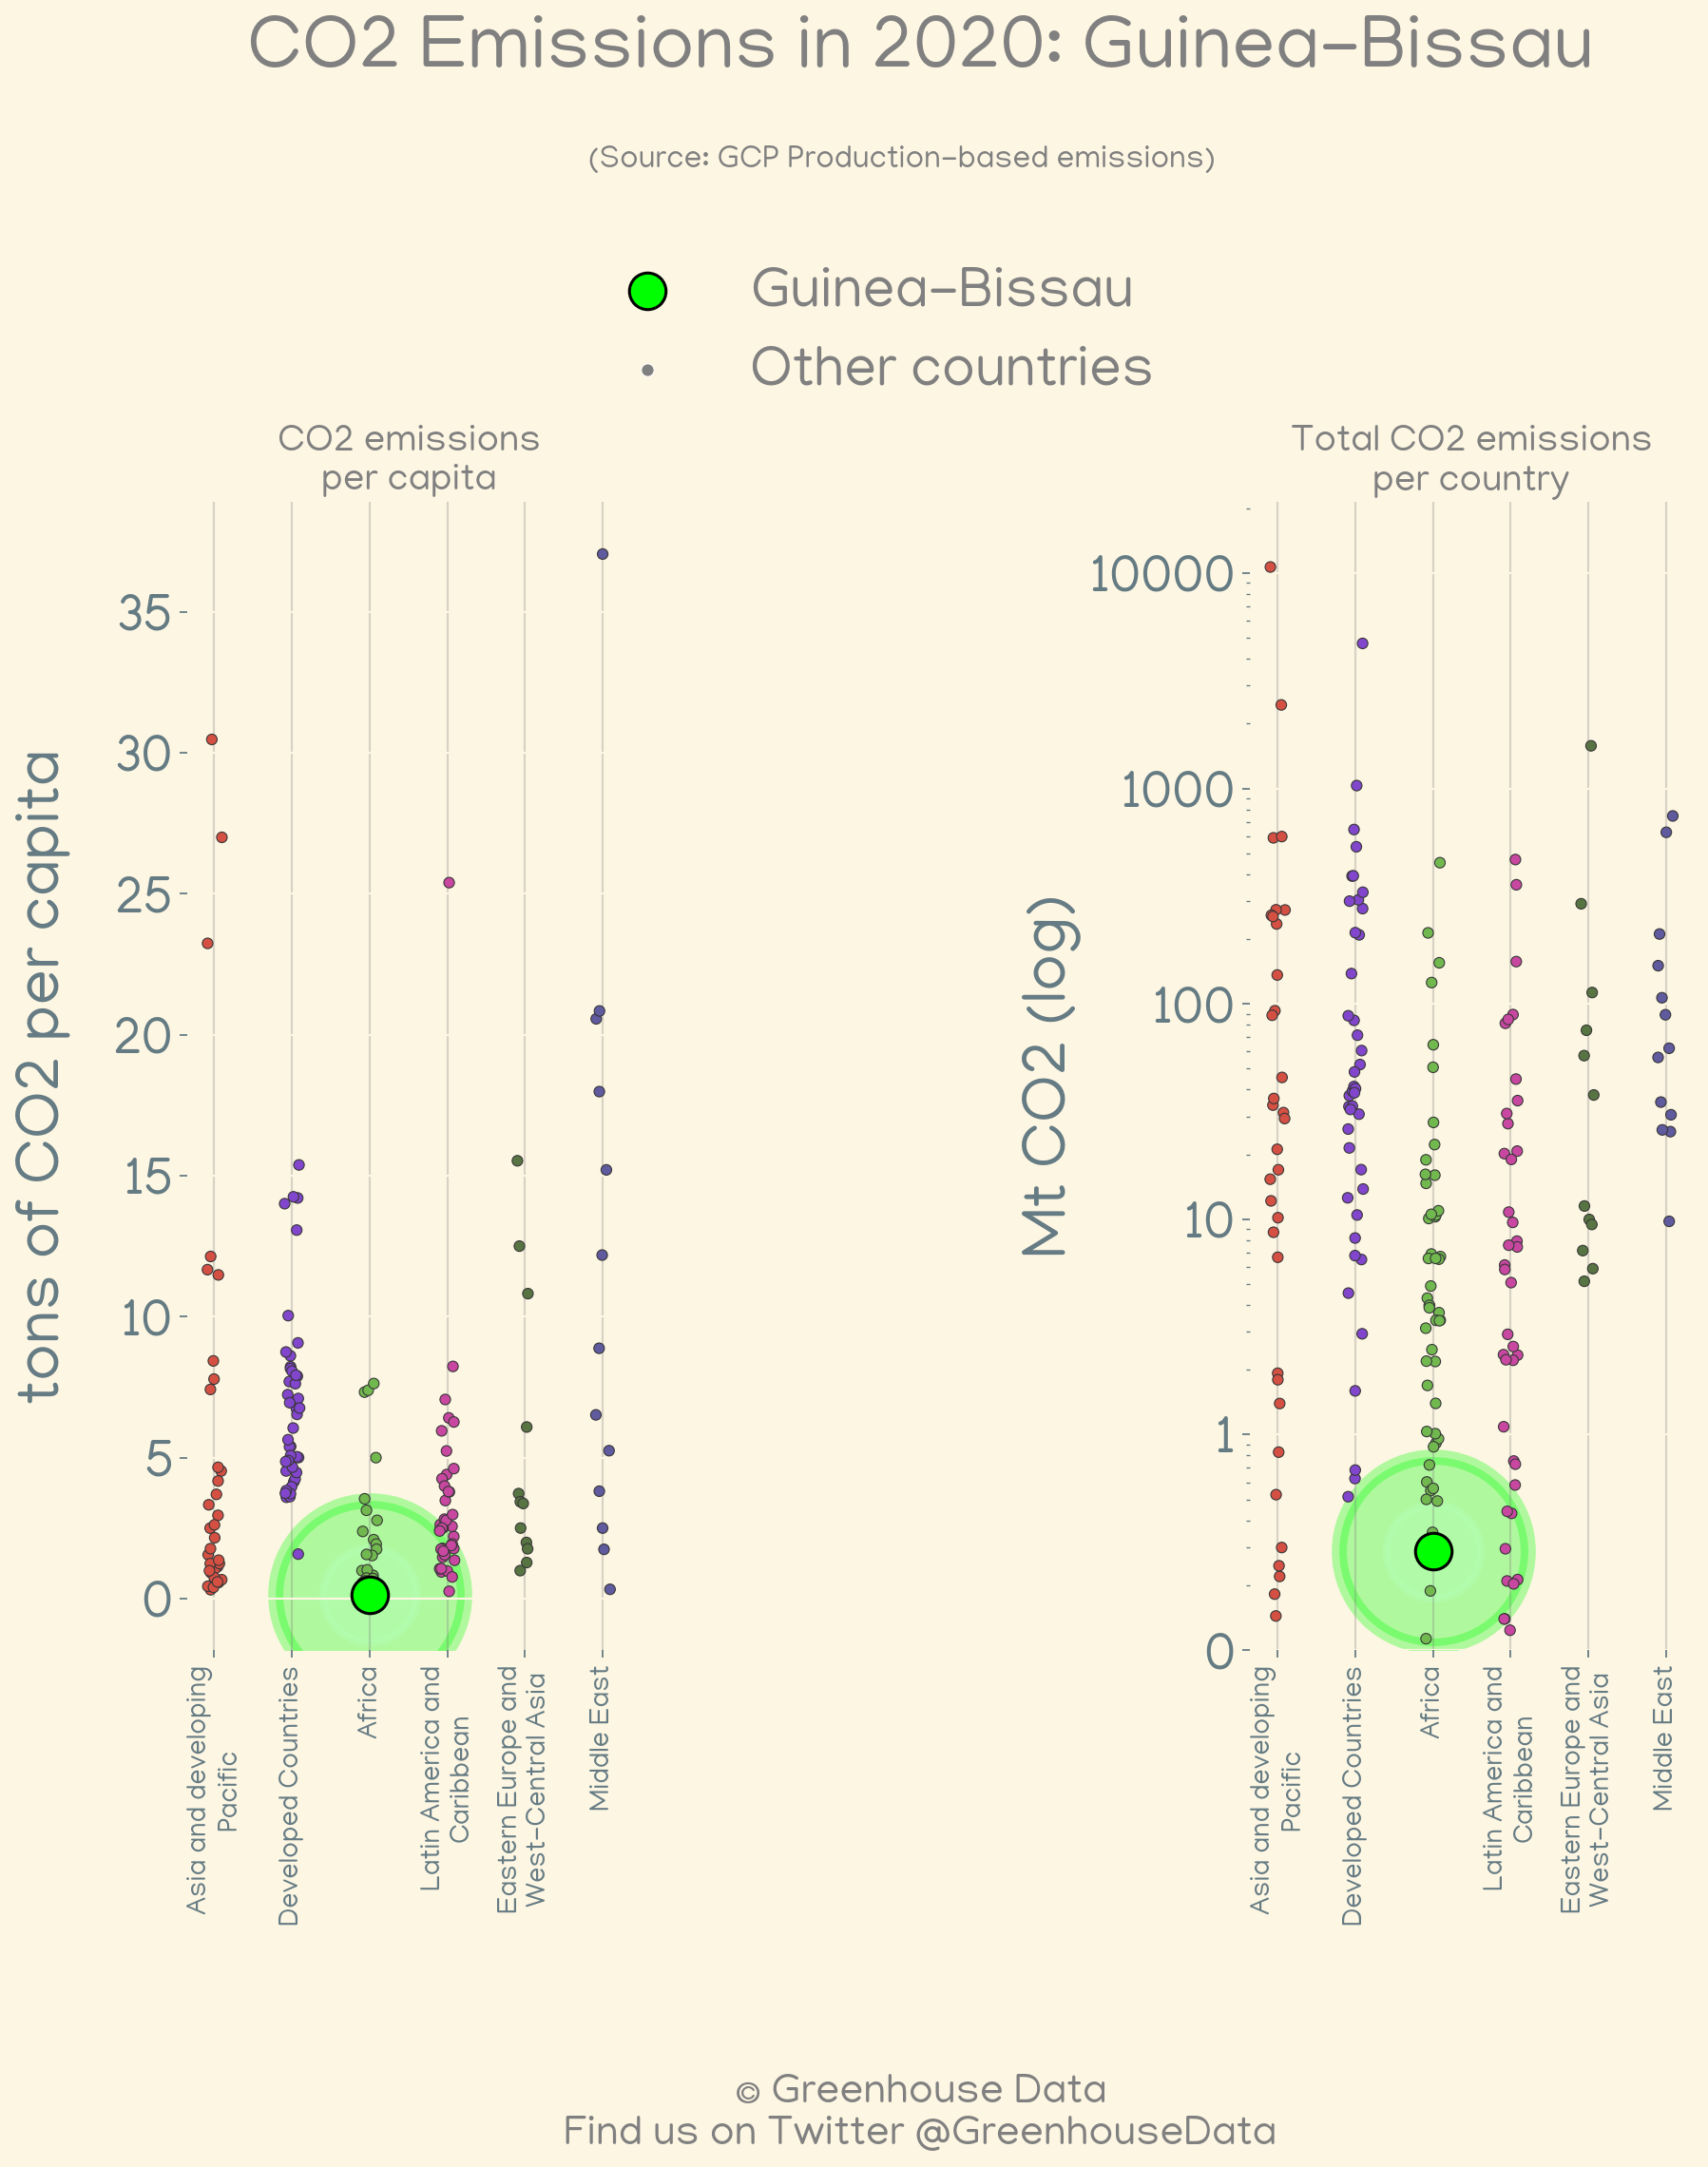 CO2 Emissions in 2020: Guinea-Bissau
(Source: GCP Production-based emissions)
Guinea-Bissau
Other countries
CO2 emissions
per capita
tons of CO2 per capita
35
30
25
20
15
10
5
0
Asia and developing
Pacific
Developed Countries
Africa
Latin America and
Caribbean
Eastern Europe and
West-Central Asia
Middle East
Total CO2 emissions
per country
Mt CO2 (log)
10000
1000
100
10
1
0
Asia and developing
Pacific
Developed Countries
Africa
Latin America and
Caribbean
Eastern Europe and
West-Central Asia
Middle East
© Greenhouse Data
Find us on Twitter @GreenhouseData